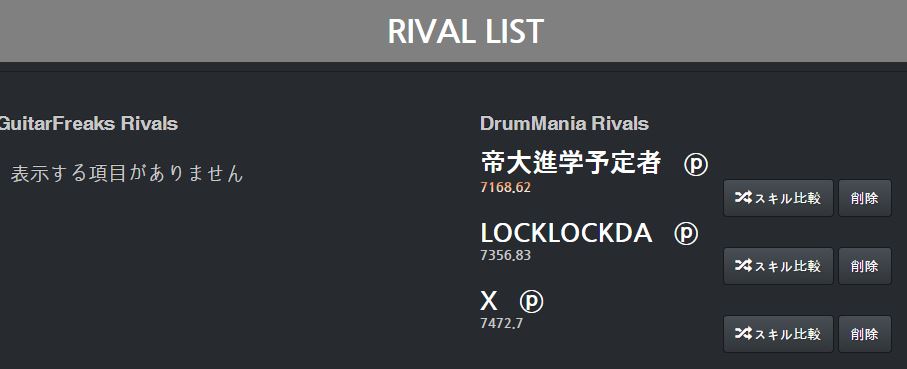 RIVAL LIST
GuitarFreaks Rivals
表示する項目がありません
DrumMania Rivals
帝大進学予定者 ⓟ
7168.62
スキル比較 削除
LOCKLOCKDA ⓟ
7356.83
スキル比較 削除
X ⓟ
7472.7
スキル比較 削除